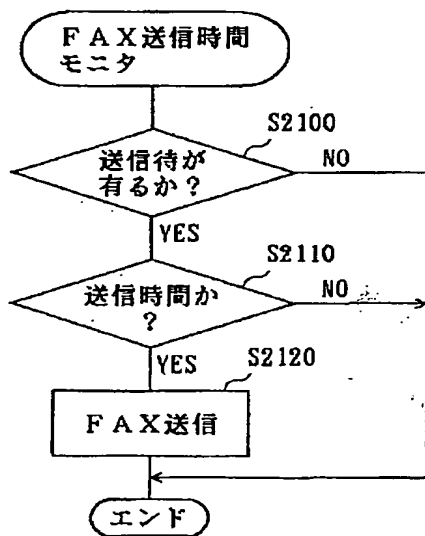 ＦＡＸ送信時間
モニタ
S2100
送信待が
有るか？
NO
YES
S2110
送信時間か
？
NO
YES
S2120
ＦＡＸ送信
エンド